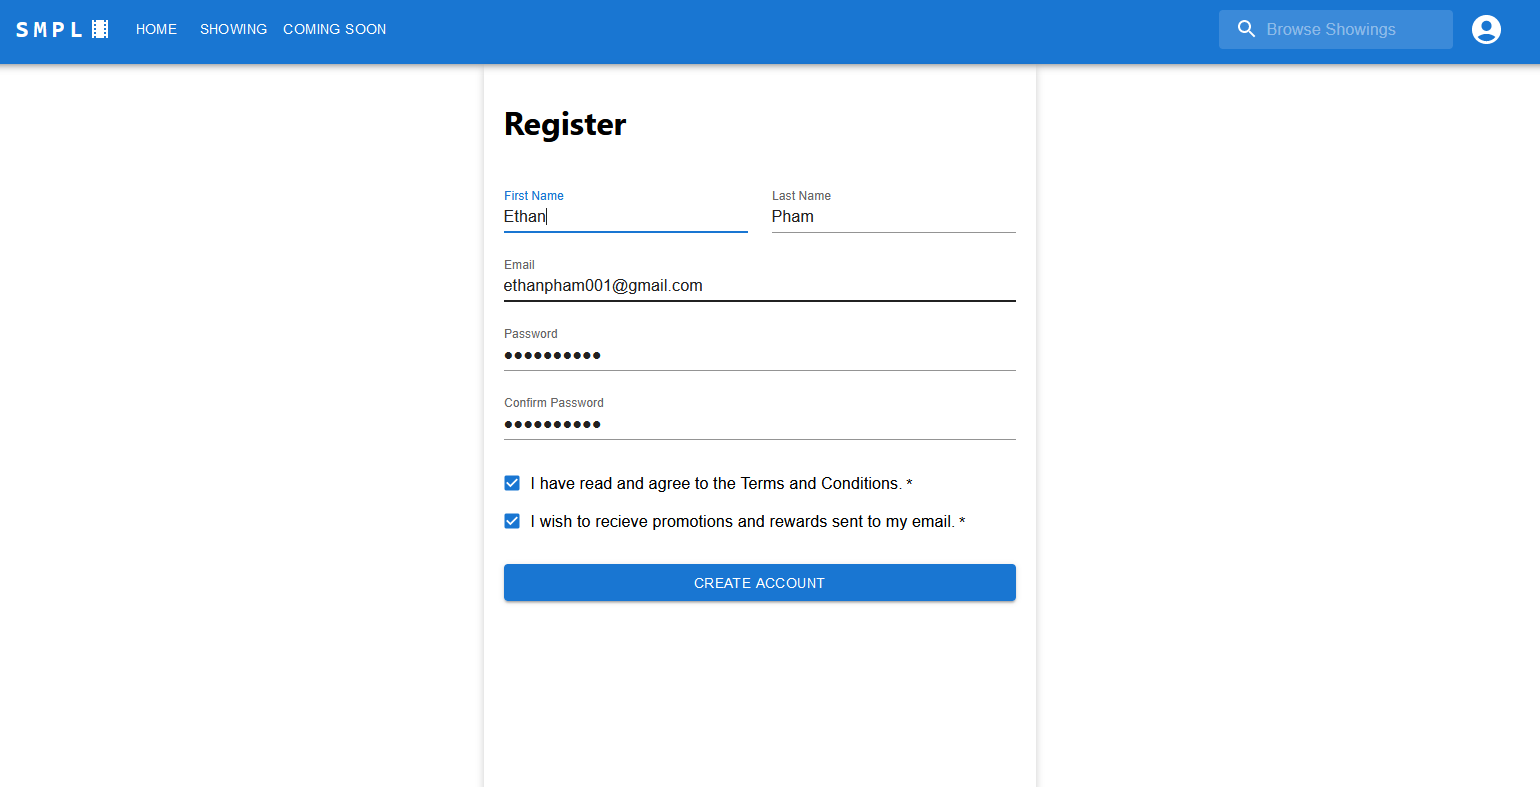 SMPL HOME SHOWING COMING SOON Browse Showings
Register
First Name Last Name
Ethan Pham
Email
ethanpham001@gmail.com
Password
••••••••••
Confirm Password
••••••••••
I have read and agree to the Terms and Conditions. *
I wish to recieve promotions and rewards sent to my email. *
CREATE ACCOUNT